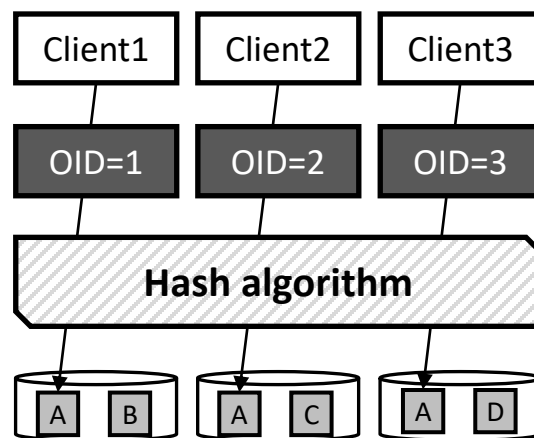 Client1 Client2 Client3
OID=1 OID=2 OID=3
Hash algorithm
A B A C A D